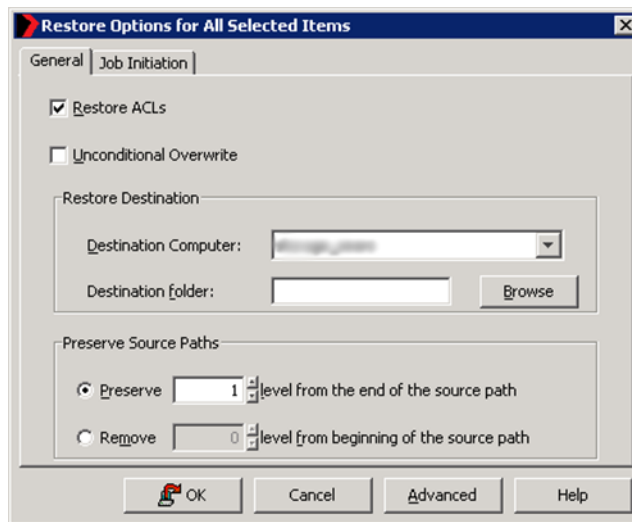 Restore Options for All Selected Items
General Job Initiation
Restore ACLs
Unconditional Overwrite
Restore Destination
Destination Computer:
Destination folder: Browse
Preserve Source Paths
Preserve 1 level from the end of the source path
Remove 0 level from beginning of the source path
OK Cancel Advanced Help